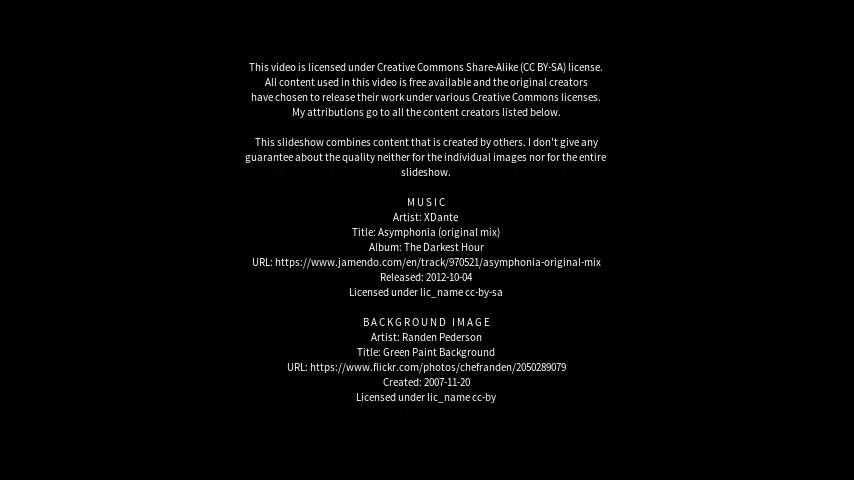 This video is licensed under Creative Commons Share-Alike (CC BY-SA) license.
All content used in this video is free available and the original creators
have chosen to release their work under various Creative Commons licenses.
My attributions go to all the content creators listed below.
This slideshow combines content that is created by others. I don't give any
guarantee about the quality neither for the individual images nor for the entire
slideshow.
MUSIC
Artist: XDante
Title: Asymphonia (original mix)
Album: The Darkest Hour
URL: https://www.jamendo.com/en/track/970521/asymphonia-original-mix
Released: 2012-10-04
Licensed under lic_name cc-by-sa
BACKGROUND IMAGE
Artist: Randen Pederson
Title: Green Paint Background
URL: https://www.flickr.com/photos/chefranden/2050289079
Created: 2007-11-20
Licensed under lic_name cc-by